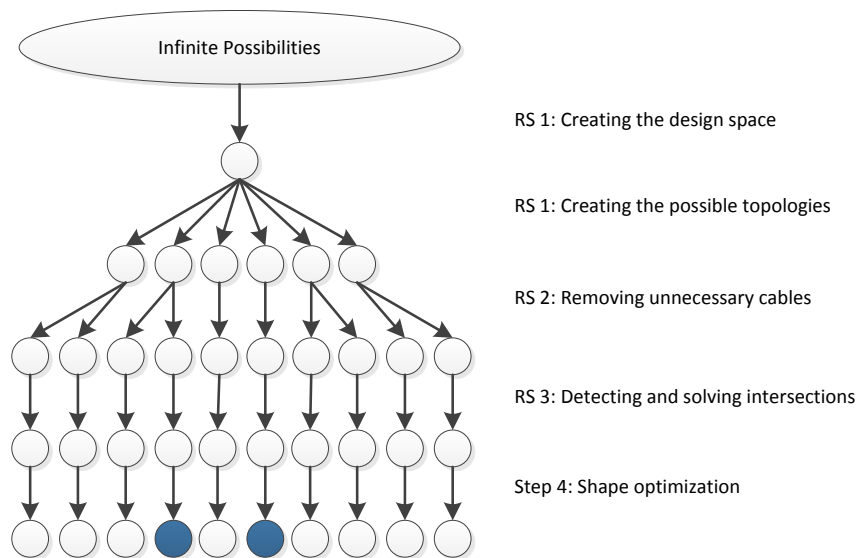 Infinite Possibilities
RS 1: Creating the design space
RS 1: Creating the possible topologies
RS 2: Removing unnecessary cables
RS 3: Detecting and solving intersections
Step 4: Shape optimization